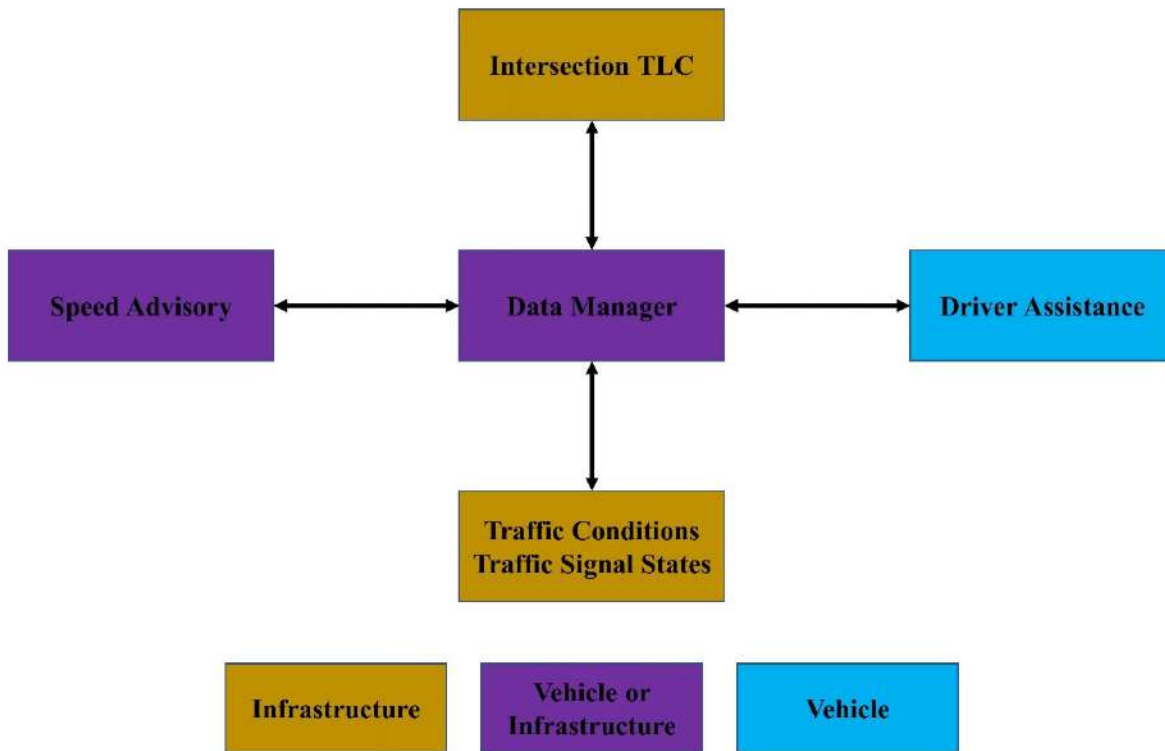 Intersection TLC
Speed Advisory
Data Manager
Driver Assistance
Traffic Conditions
Traffic Signal States
Infrastructure
Vehicle or
Infrastructure
Vehicle